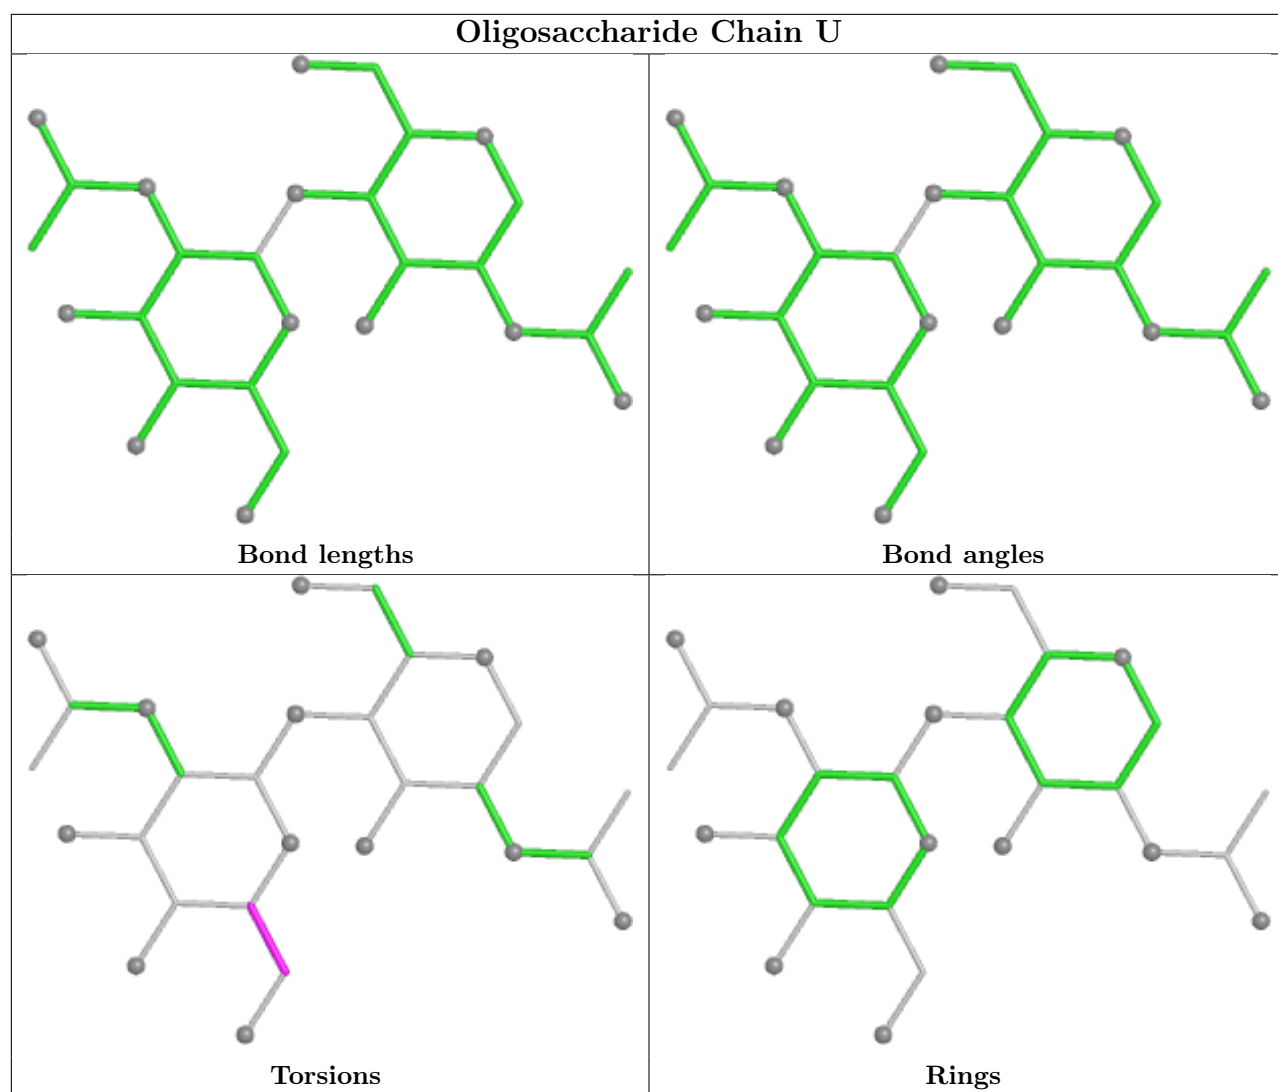 Oligosaccharide Chain U
Bond lengths
Bond angles
Torsions
Rings